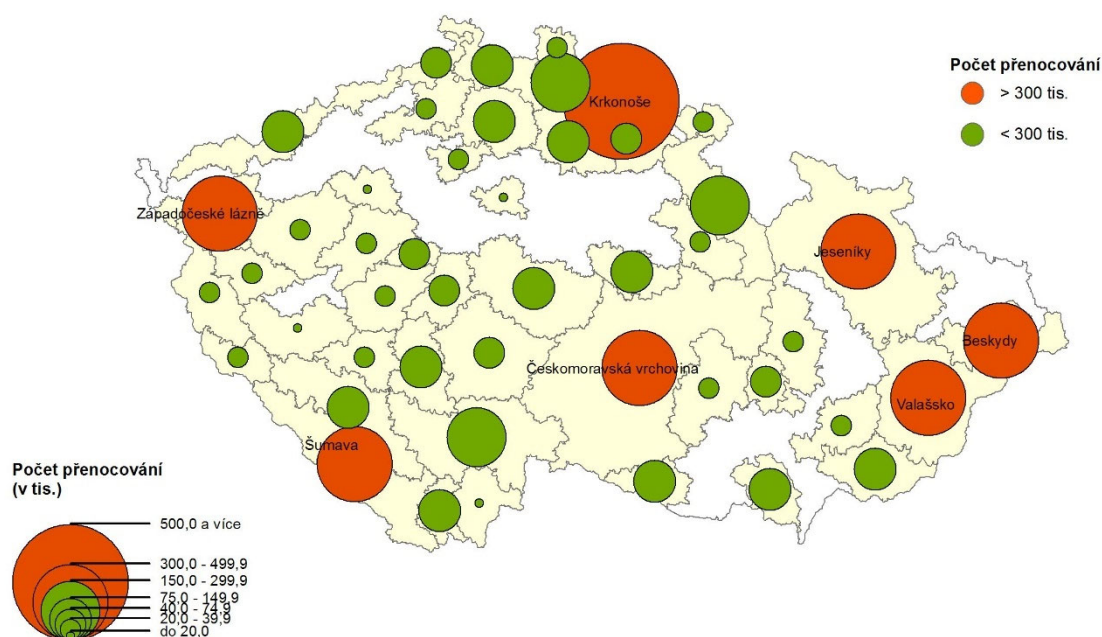 Počet přenocování
> 300 tis.
< 300 tis.
Krkonoše
Západočeské lázně
Jeseníky
Beskydy
Českomoravská vrchovina
Valašsko
Šumava
Počet přenocování
(v tis.)
500,0 a více
300,0 - 499,9
150,0 - 299,9
75,0 - 149,9
40,0 - 74,9
20,0 - 39,9
do 20,0